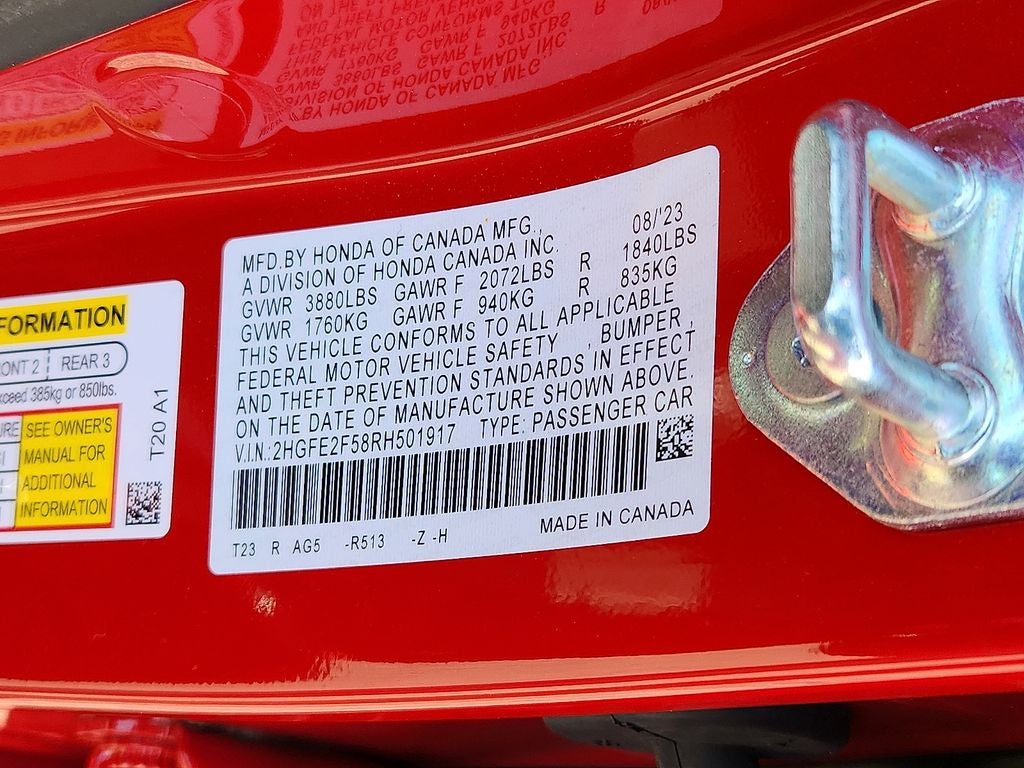 MFD.BY HONDA OF CANADA MFG., 08/'23
A DIVISION OF HONDA CANADA INC.
GVWR 3880LBS GAWR F 2072LBS R 1840LBS
GVWR 1760KG GAWR F 940KG R 835KG
THIS VEHICLE CONFORMS TO ALL APPLICABLE
FEDERAL MOTOR VEHICLE SAFETY , BUMPER ,
AND THEFT PREVENTION STANDARDS IN EFFECT
ON THE DATE OF MANUFACTURE SHOWN ABOVE.
V.I.N.:2HGFE2F58RH501917 TYPE: PASSENGER CAR
MADE IN CANADA
T23 R AG5 -R513 -Z -H
FORMATION
ONT 2 REAR 3
xceed 385kg or 850lbs.
URE SEE OWNER'S
MANUAL FOR
ADDITIONAL
INFORMATION
T20 A1